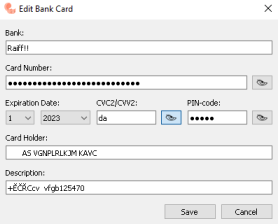 Edit Bank Card
Bank:
Raiff!!
Card Number:
●●●●●●●●●●●●●●●●●●●●●●●●●●●
Expiration Date: CVC2/CVV2: PIN-code:
1 2023 da ●●●●●
Card Holder:
AS VGNPLRLKJM KAVC
Description:
+ĚČŘCcv vfgb125470
Save Cancel